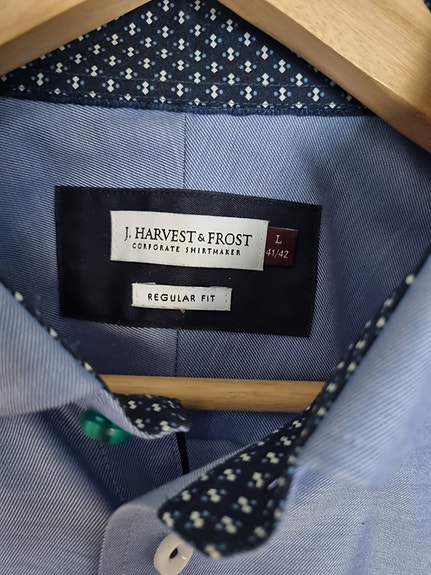 J. HARVEST & FROST
CORPORATE SHIRTMAKER
L
41/42
REGULAR FIT